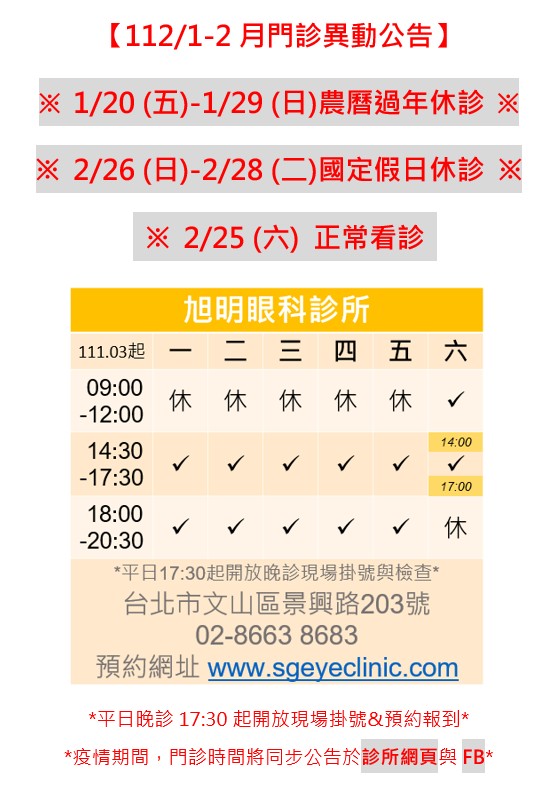 【112/1-2 月門診異動公告】
※ 1/20 (五)-1/29 (日)農曆過年休診 ※
※ 2/26 (日)-2/28 (二)國定假日休診 ※
※ 2/25 (六) 正常看診
旭明眼科診所
111.03起 一 二 三 四 五 六
09:00
-12:00 休 休 休 休 休 ✓
14:30
-17:30 ✓ ✓ ✓ ✓ ✓ 14:00 ✓ 17:00
18:00
-20:30 ✓ ✓ ✓ ✓ ✓ 休
*平日17:30起開放晚診現場掛號與檢查*
台北市文山區景興路203號
02-8663 8683
預約網址 www.sgeyeclinic.com
*平日晚診 17:30 起開放現場掛號&預約報到*
*疫情期間，門診時間將同步公告於診所網頁與 FB*